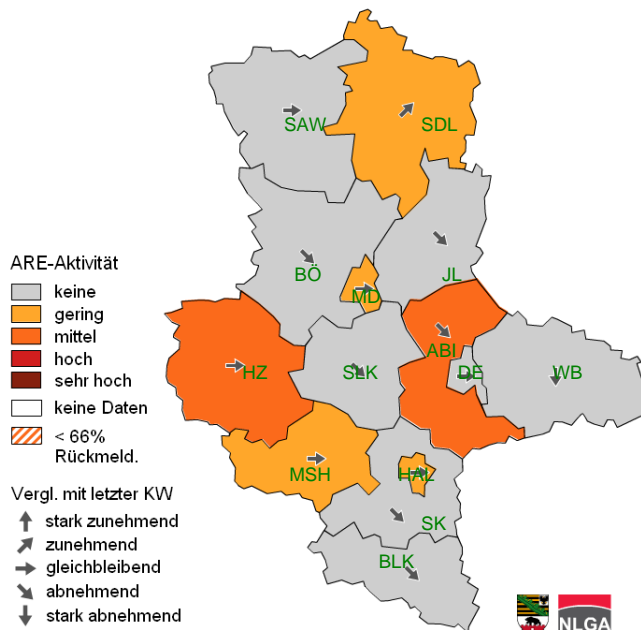 SAW
SDL
ARE-Aktivität
keine
gering
mittel
hoch
sehr hoch
keine Daten
< 66%
Rückmeld.
BÖ
MD
JL
HZ
SLK
ABI
DE
WB
MSH
HAL
SK
BLK
Vergl. mit letzter KW
stark zunehmend
zunehmend
gleichbleibend
abnehmend
stark abnehmend
NLGA